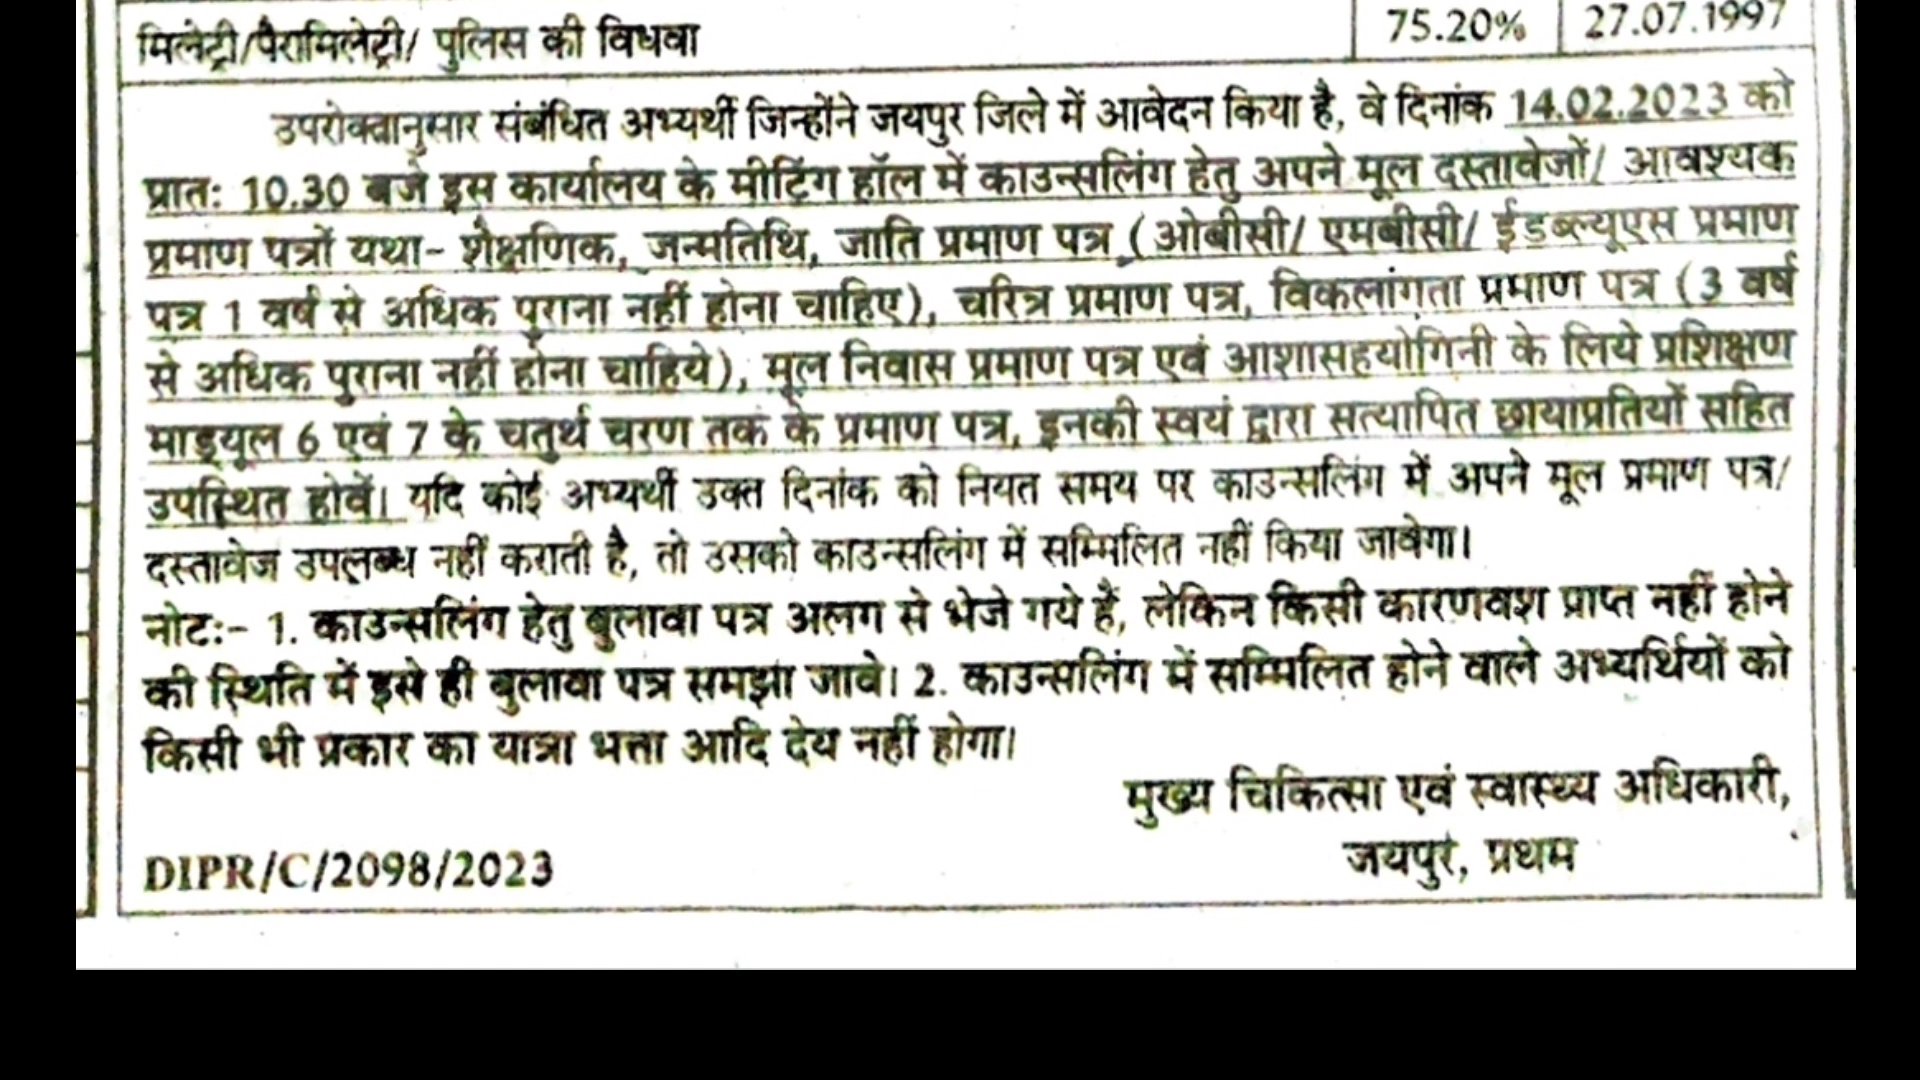 मिलेट्री/पैरामिलेट्री/ पुलिस की विधवा 75.20% 27.07.1997
उपरोक्तानुसार संबंधित अभ्यर्थी जिन्होंने जयपुर जिले में आवेदन किया है, वे दिनांक 14.02.2023 को
प्रातः 10.30 बजे इस कार्यालय के मीटिंग हॉल में काउन्सलिंग हेतु अपने मूल दस्तावेजों/ आवश्यक
प्रमाण पत्रों यथा- शैक्षणिक, जन्मतिथि, जाति प्रमाण पत्र (ओबीसी/ एमबीसी/ ईडब्ल्यूएस प्रमाण
पत्र 1 वर्ष से अधिक पुराना नहीं होना चाहिए), चरित्र प्रमाण पत्र, विकलांगता प्रमाण पत्र (3 वर्ष
से अधिक पुराना नहीं होना चाहिये), मूल निवास प्रमाण पत्र एवं आशासहयोगिनी के लिये प्रशिक्षण
माड्यूल 6 एवं 7 के चतुर्थ चरण तक के प्रमाण पत्र, इनकी स्वयं द्वारा सत्यापित छायाप्रतियों सहित
उपस्थित होवें। यदि कोई अभ्यर्थी उक्त दिनांक को नियत समय पर काउन्सलिंग में अपने मूल प्रमाण पत्र/
दस्तावेज उपलब्ध नहीं कराती है, तो उसको काउन्सलिंग में सम्मिलित नहीं किया जावेगा।
नोटः- 1. काउन्सलिंग हेतु बुलावा पत्र अलग से भेजे गये हैं, लेकिन किसी कारणवश प्राप्त नहीं होने
की स्थिति में इसे ही बुलावा पत्र समझा जावे। 2. काउन्सलिंग में सम्मिलित होने वाले अभ्यर्थियों को
किसी भी प्रकार का यात्रा भत्ता आदि देय नहीं होगा।
मुख्य चिकित्सा एवं स्वास्थ्य अधिकारी,
जयपुर, प्रथम
DIPR/C/2098/2023